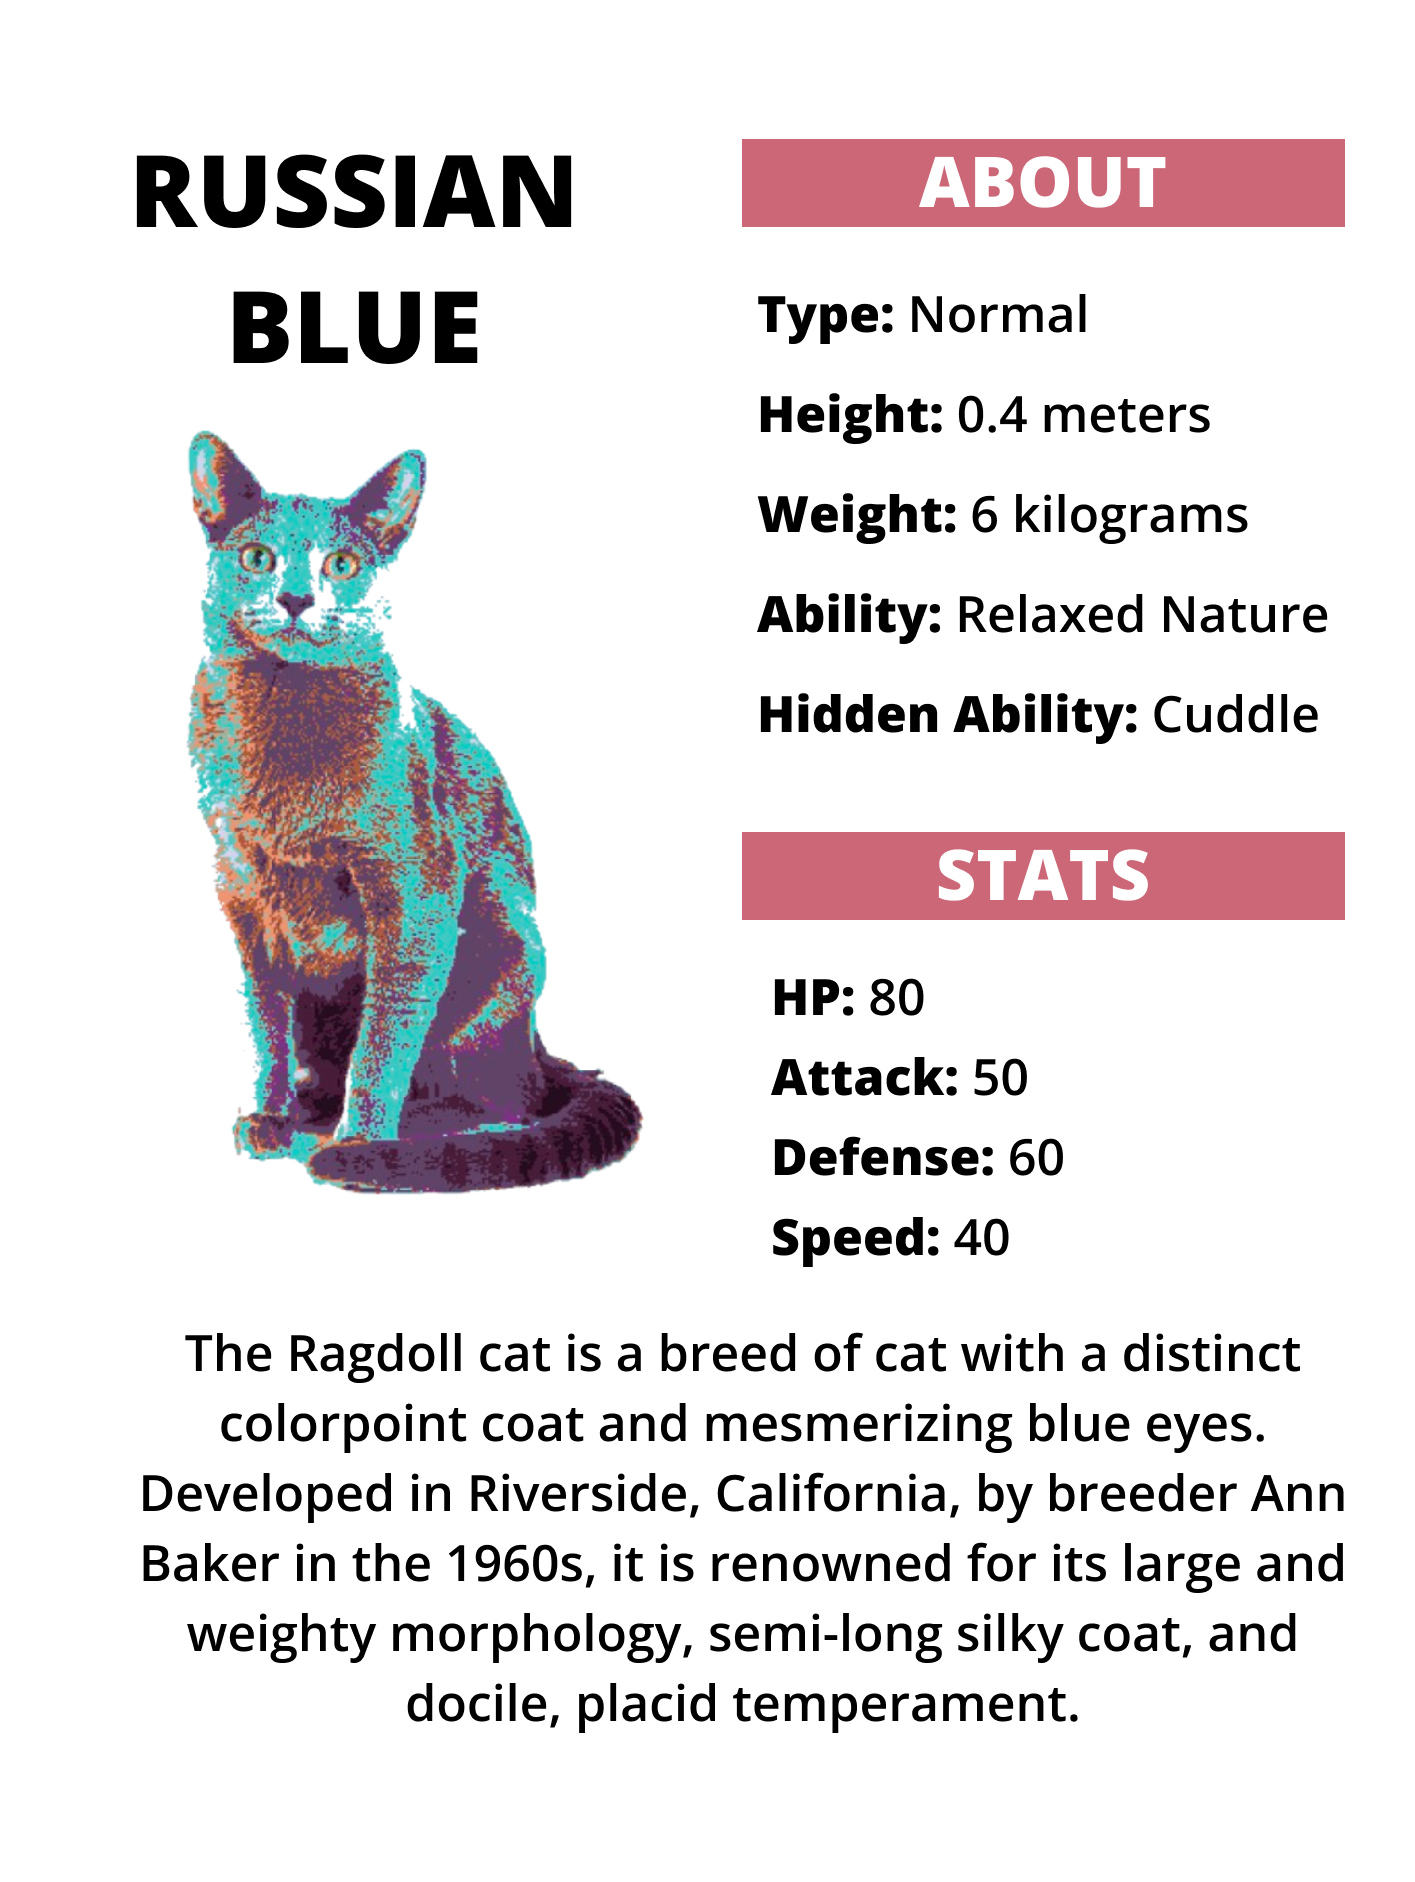 RUSSIAN
BLUE
ABOUT
Type: Normal
Height: 0.4 meters
Weight: 6 kilograms
Ability: Relaxed Nature
Hidden Ability: Cuddle
STATS
HP: 80
Attack: 50
Defense: 60
Speed: 40
The Ragdoll cat is a breed of cat with a distinct
colorpoint coat and mesmerizing blue eyes.
Developed in Riverside, California, by breeder Ann
Baker in the 1960s, it is renowned for its large and
weighty morphology, semi-long silky coat, and
docile, placid temperament.